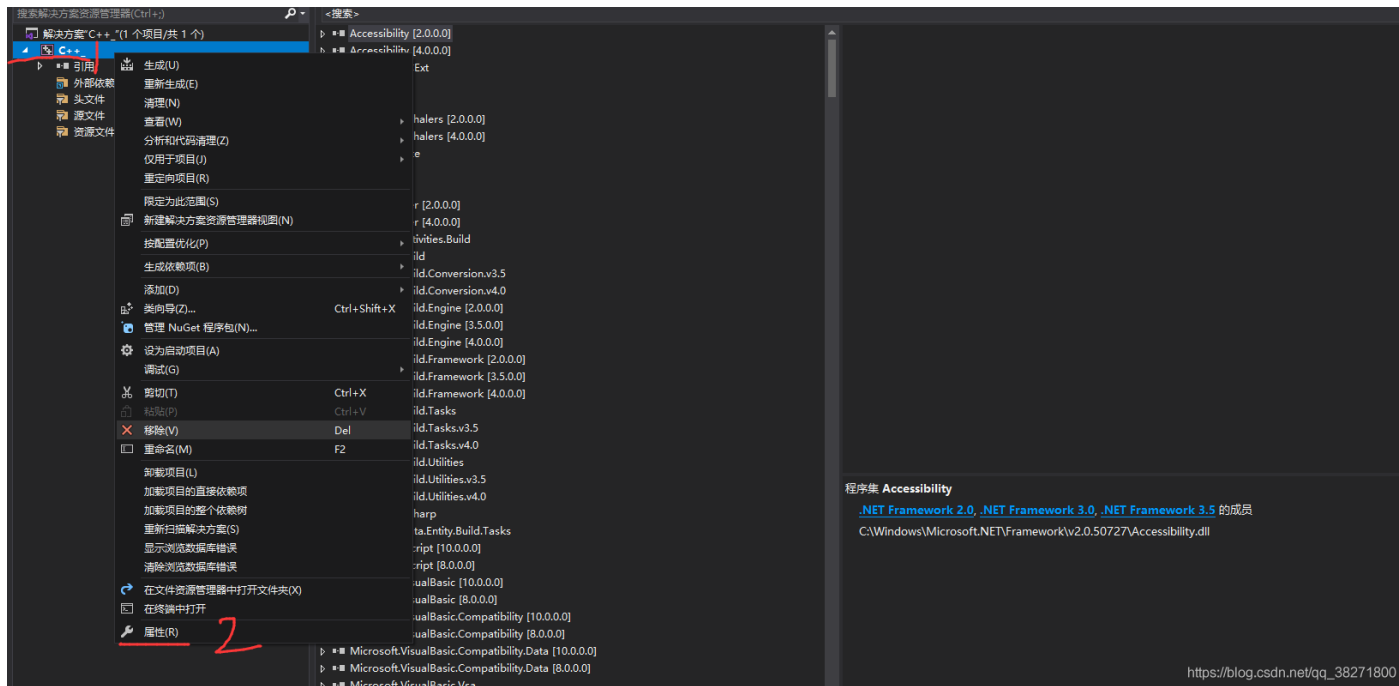 搜索解决方案资源管理器(Ctrl+;)
解决方案"C++_"(1 个项目/共 1 个)
C++_
引用
外部依赖
头文件
源文件
资源文件
1
生成(U)
重新生成(E)
清理(N)
查看(W)
分析和代码清理(Z)
仅用于项目(J)
重定向项目(R)
限定为此范围(S)
新建解决方案资源管理器视图(N)
按配置优化(P)
生成依赖项(B)
添加(D)
类向导(Z)... Ctrl+Shift+X
管理 NuGet 程序包(N)...
设为启动项目(A)
调试(G)
剪切(T) Ctrl+X
粘贴(P) Ctrl+V
移除(V) Del
重命名(M) F2
卸载项目(L)
加载项目的直接依赖项
加载项目的整个依赖树
重新扫描解决方案(S)
显示浏览数据库错误
清除浏览数据库错误
在文件资源管理器中打开文件夹(X)
在终端中打开
属性(R)
2
<搜索>
Accessibility [2.0.0.0]
Accessibility [4.0.0.0]
Ext
halers [2.0.0.0]
halers [4.0.0.0]
e
r [2.0.0.0]
r [4.0.0.0]
tivities.Build
ild
ild.Conversion.v3.5
ild.Conversion.v4.0
ild.Engine [2.0.0.0]
ild.Engine [3.5.0.0]
ild.Engine [4.0.0.0]
ild.Framework [2.0.0.0]
ild.Framework [3.5.0.0]
ild.Framework [4.0.0.0]
ild.Tasks
ild.Tasks.v3.5
ild.Tasks.v4.0
ild.Utilities
ild.Utilities.v3.5
ild.Utilities.v4.0
harp
ta.Entity.Build.Tasks
cript [10.0.0.0]
cript [8.0.0.0]
ualBasic [10.0.0.0]
ualBasic [8.0.0.0]
ualBasic.Compatibility [10.0.0.0]
ualBasic.Compatibility [8.0.0.0]
Microsoft.VisualBasic.Compatibility.Data [10.0.0.0]
Microsoft.VisualBasic.Compatibility.Data [8.0.0.0]
Microsoft.VisualBasic.Vsa
程序集 Accessibility
.NET Framework 2.0, .NET Framework 3.0, .NET Framework 3.5 的成员
C:\Windows\Microsoft.NET\Framework\v2.0.50727\Accessibility.dll
https://blog.csdn.net/qq_38271800